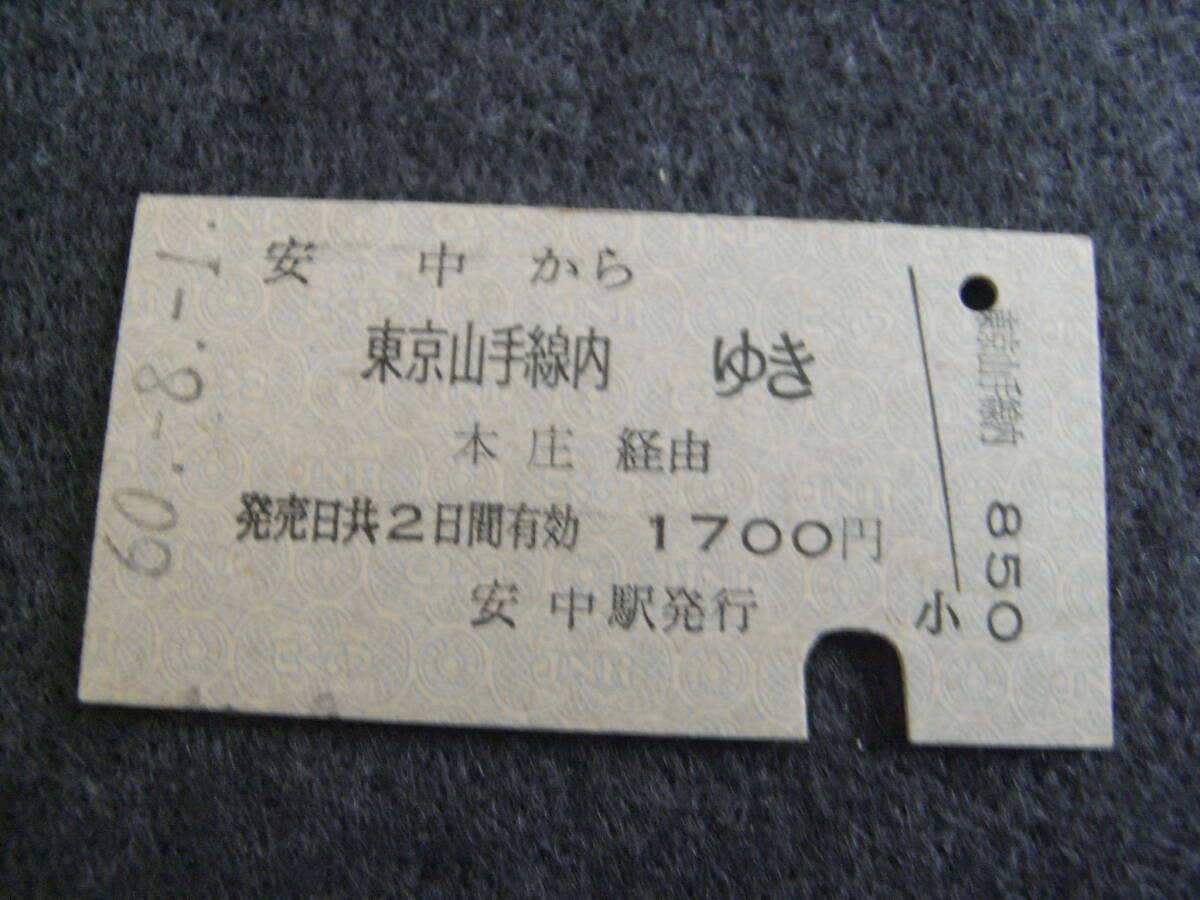 60.-8.-1.
安 中 から
東京山手線内 ゆき
本庄 経由
発売日共2日間有効 1700円
安 中駅発行
小
東京山手線内 850